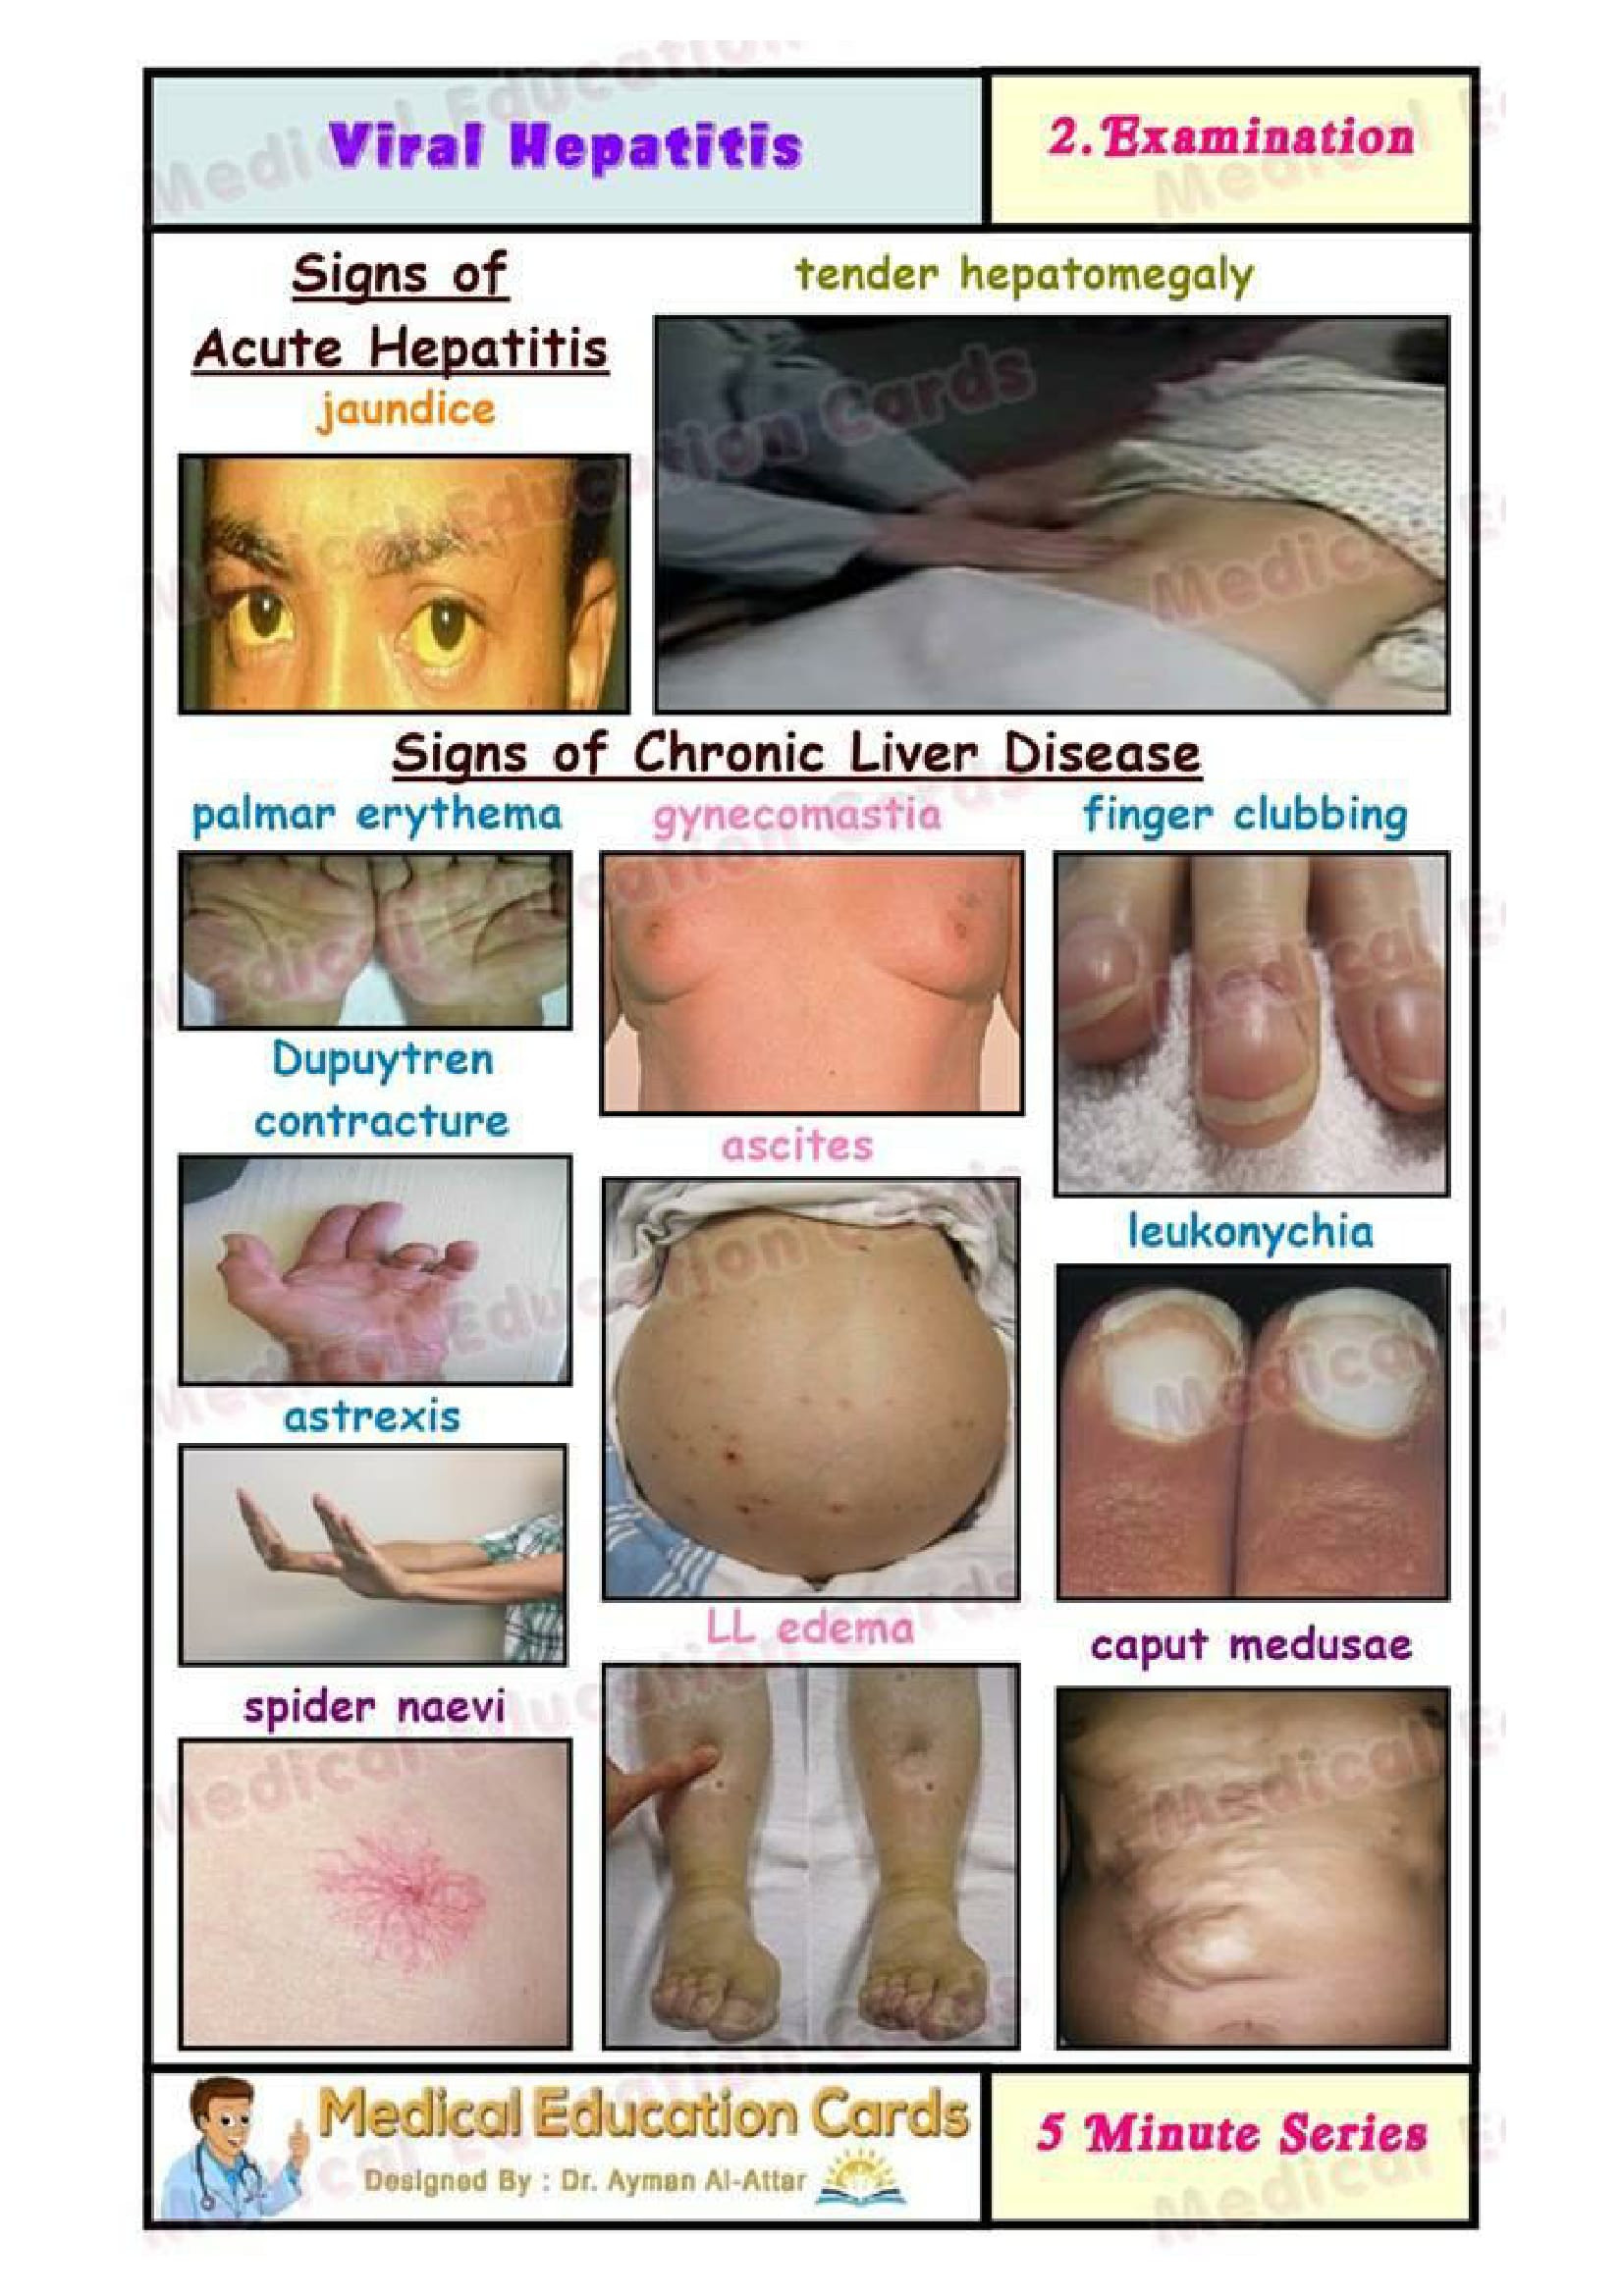 Viral Hepatitis
2. Examination
Signs of
Acute Hepatitis
jaundice
tender hepatomegaly
Signs of Chronic Liver Disease
palmar erythema
gynecomastia
finger clubbing
Dupuytren
contracture
ascites
leukonychia
astrexis
LL edema
caput medusae
spider naevi
Medical Education Cards
Designed By : Dr. Ayman Al-Attar
5 Minute Series